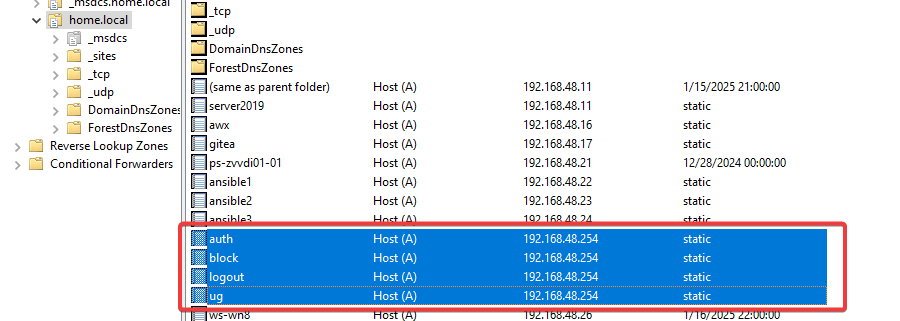 _msdcs.home.local
home.local
_msdcs
_sites
_tcp
_udp
DomainDnsZones
ForestDnsZones
Reverse Lookup Zones
Conditional Forwarders
_tcp
_udp
DomainDnsZones
ForestDnsZones
(same as parent folder) Host (A) 192.168.48.11 1/15/2025 21:00:00
server2019 Host (A) 192.168.48.11 static
awx Host (A) 192.168.48.16 static
gitea Host (A) 192.168.48.17 static
ps-zvvdi01-01 Host (A) 192.168.48.21 12/28/2024 00:00:00
ansible1 Host (A) 192.168.48.22 static
ansible2 Host (A) 192.168.48.23 static
ansible3 Host (A) 192.168.48.24 static
auth Host (A) 192.168.48.254 static
block Host (A) 192.168.48.254 static
logout Host (A) 192.168.48.254 static
ug Host (A) 192.168.48.254 static
ws-wn8 Host (A) 192.168.48.26 1/16/2025 22:00:00